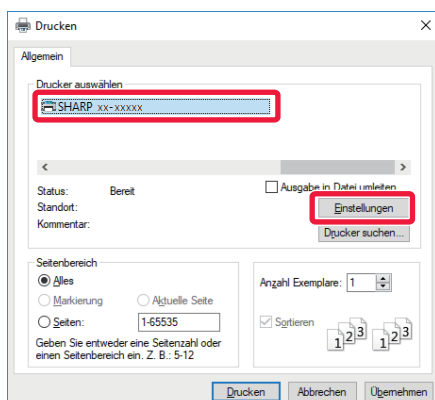 Drucken
Allgemein
Drucker auswählen
SHARP xx-xxxxx
Status: Bereit
Standort:
Kommentar:
Ausgabe in Datei umleiten
Einstellungen
Drucker suchen...
Seitenbereich
Alles
Markierung Aktuelle Seite
Seiten: 1-65535
Geben Sie entweder eine Seitenzahl oder
einen Seitenbereich ein. Z. B.: 5-12
Anzahl Exemplare: 1
Sortieren
1 2 3 1 2 3
Drucken Abbrechen Übernehmen